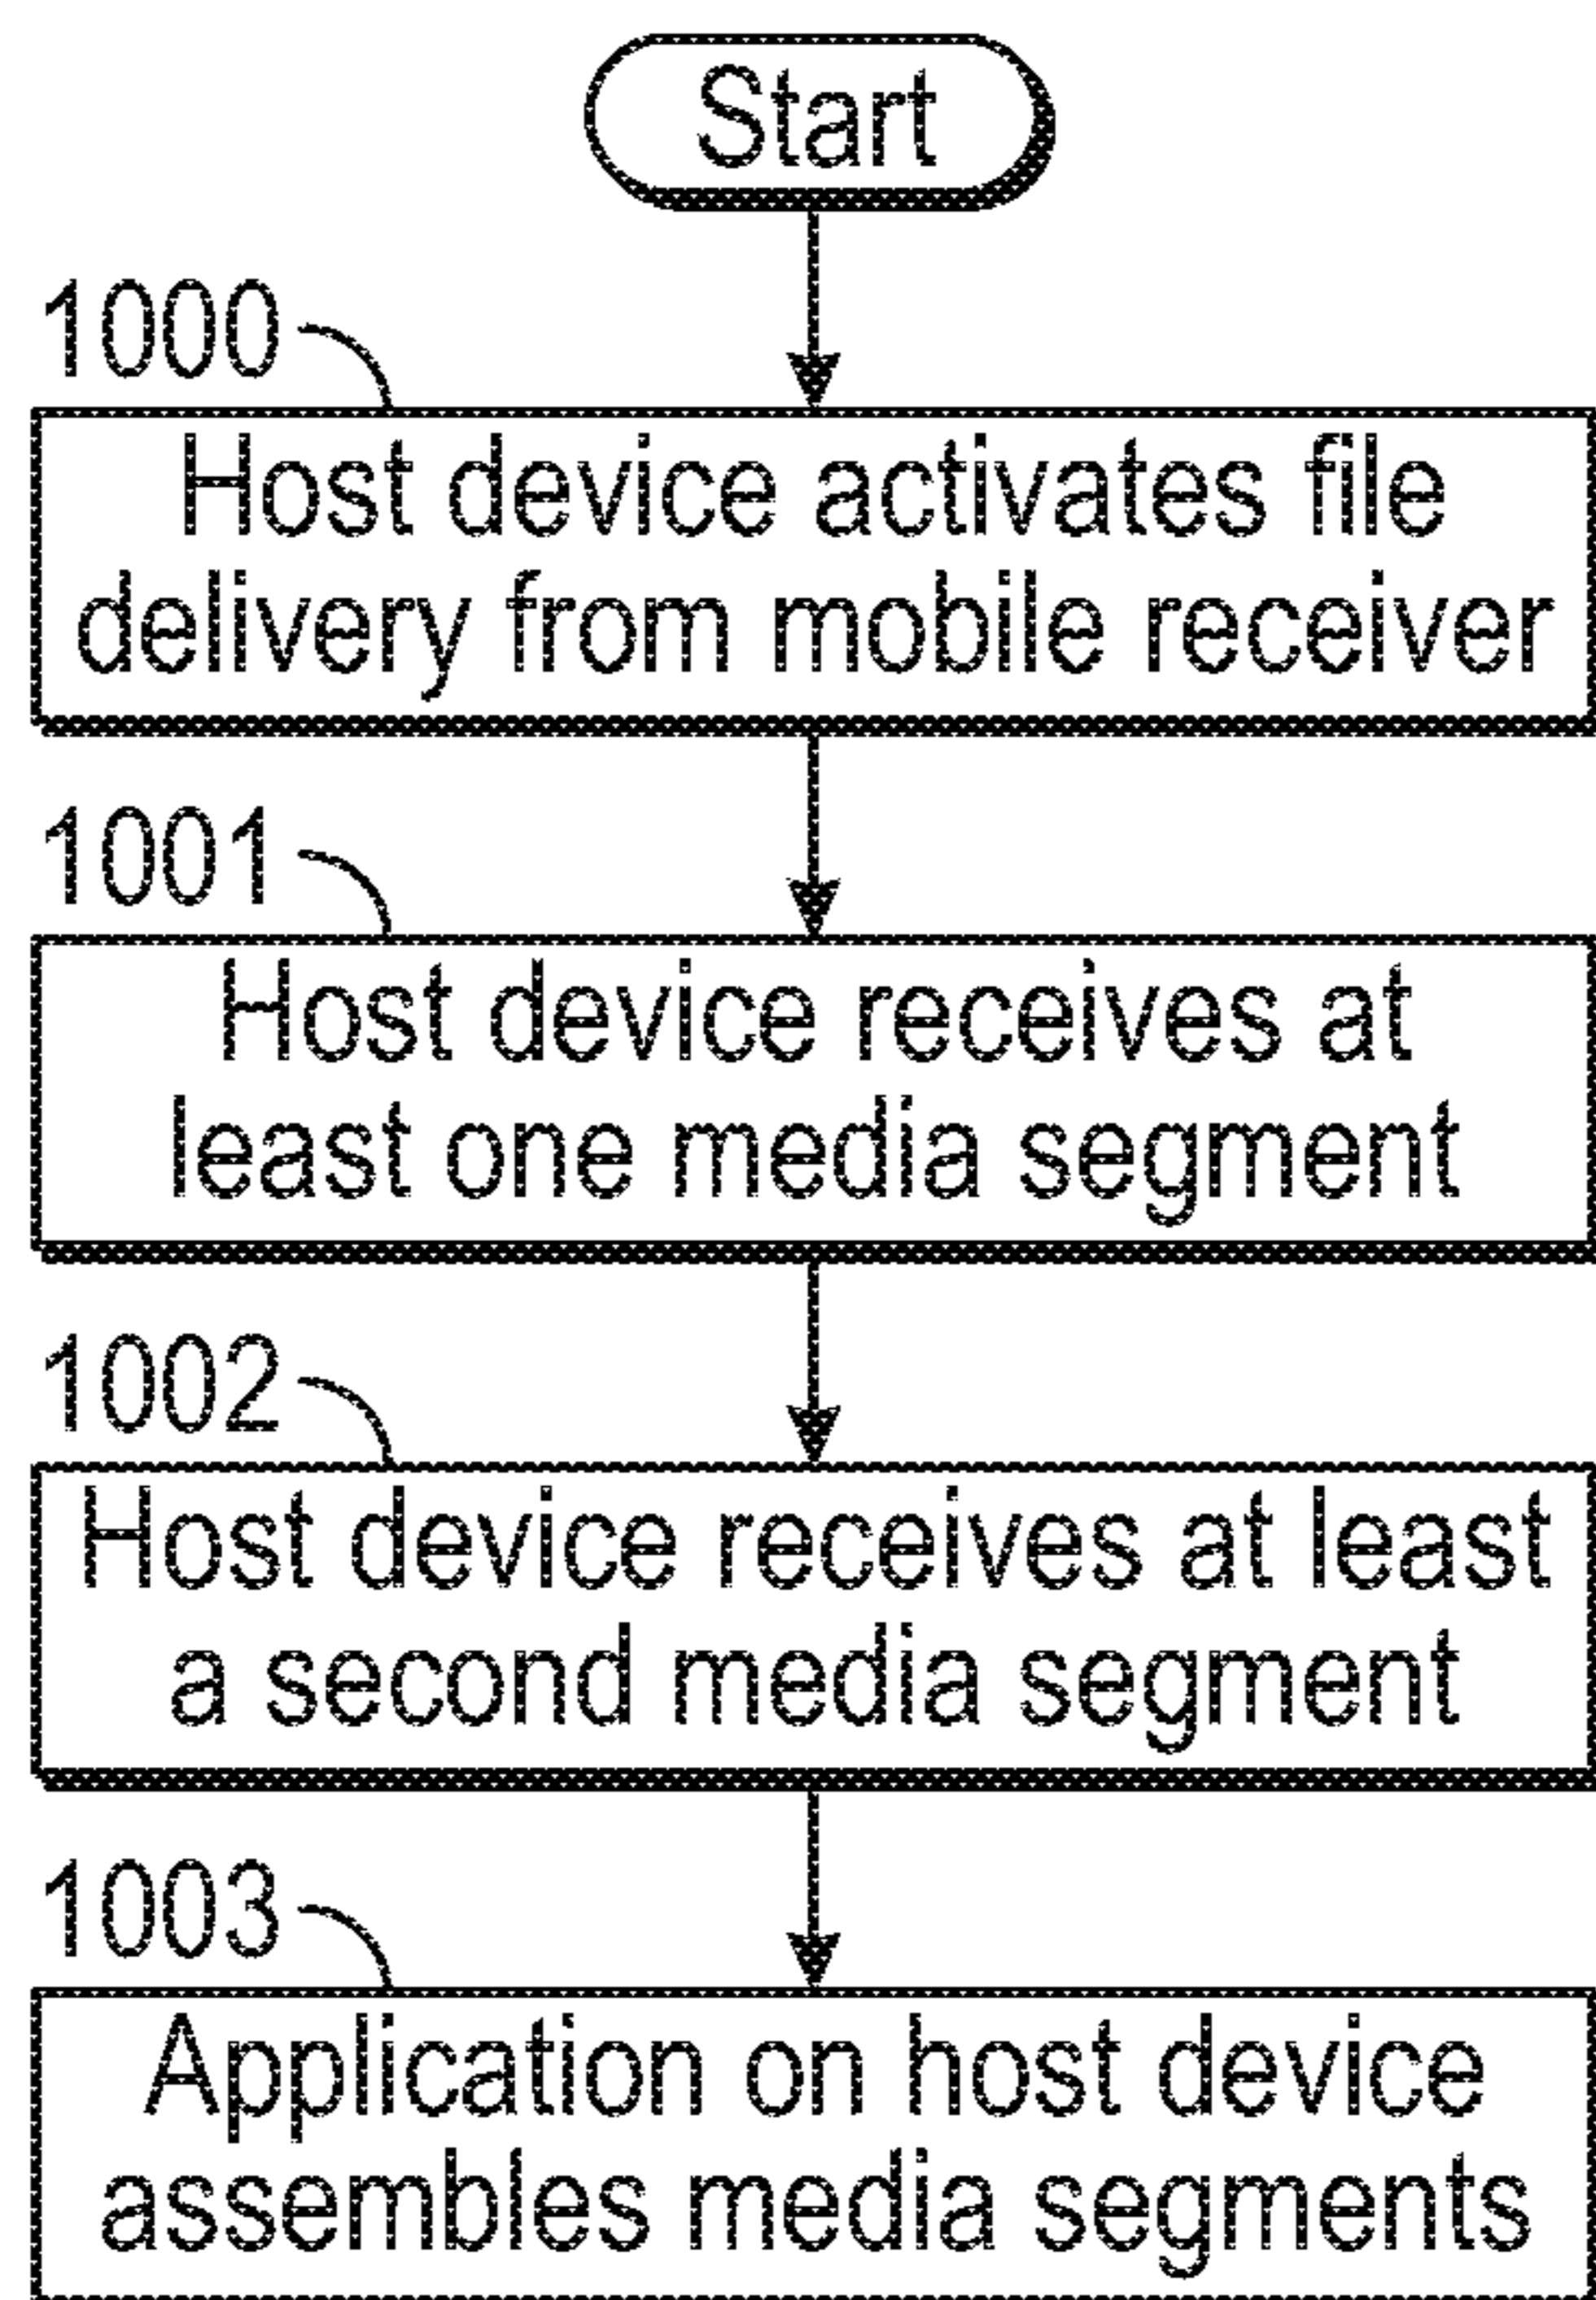 Start
1000
Host device activates file
delivery from mobile receiver
1001
Host device receives at
least one media segment
1002
Host device receives at least
a second media segment
1003
Application on host device
assembles media segments